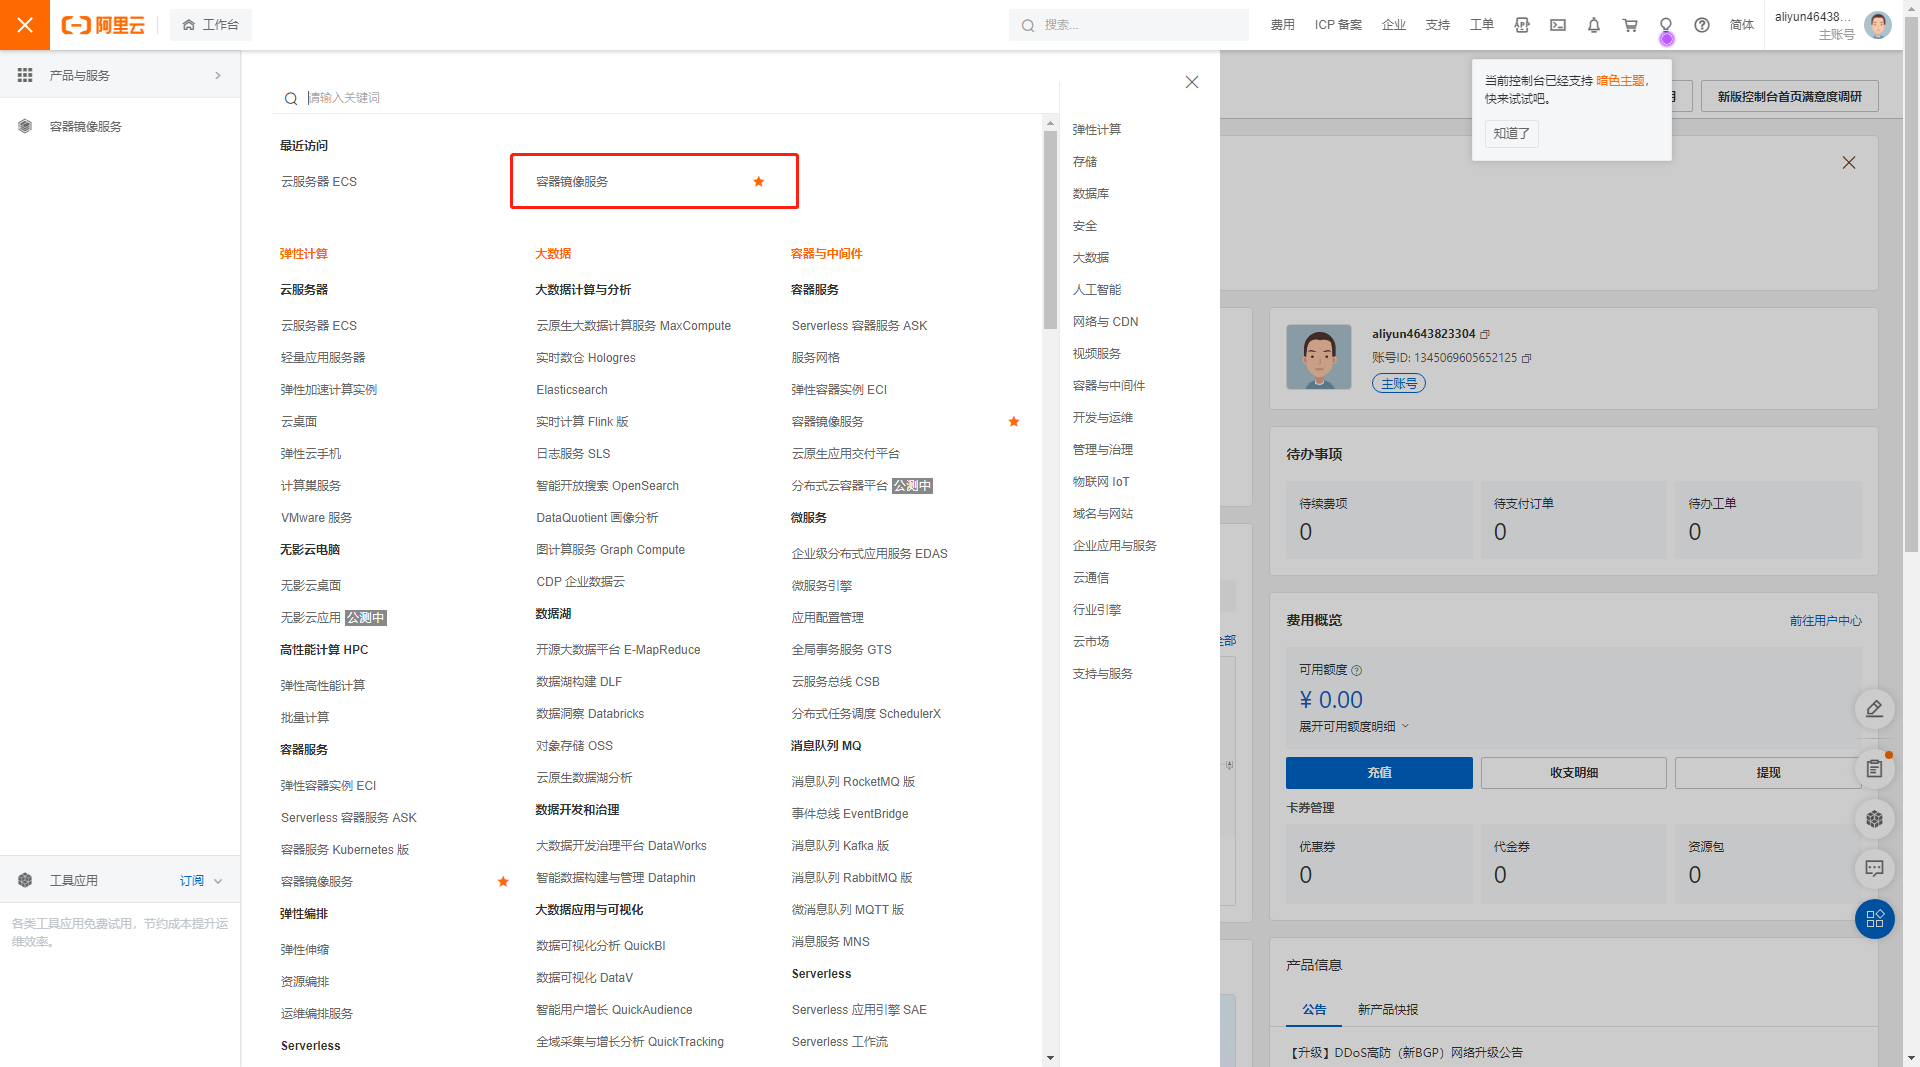 阿里云
工作台
搜索...
费用
ICP 备案
企业
支持
工单
简体
aliyun46438...
主账号
产品与服务
容器镜像服务
工具应用
订阅
各类工具应用免费试用，节约成本提升运
维效率。
请输入关键词
最近访问
云服务器 ECS
容器镜像服务
弹性计算
云服务器
云服务器 ECS
轻量应用服务器
弹性加速计算实例
云桌面
弹性云手机
计算巢服务
VMware 服务
无影云电脑
无影云桌面
无影云应用 公测中
高性能计算 HPC
弹性高性能计算
批量计算
容器服务
弹性容器实例 ECI
Serverless 容器服务 ASK
容器服务 Kubernetes 版
容器镜像服务
弹性编排
弹性伸缩
资源编排
运维编排服务
Serverless
大数据
大数据计算与分析
云原生大数据计算服务 MaxCompute
实时数仓 Hologres
Elasticsearch
实时计算 Flink 版
日志服务 SLS
智能开放搜索 OpenSearch
DataQuotient 画像分析
图计算服务 Graph Compute
CDP 企业数据云
数据湖
开源大数据平台 E-MapReduce
数据湖构建 DLF
数据洞察 Databricks
对象存储 OSS
云原生数据湖分析
数据开发和治理
大数据开发治理平台 DataWorks
智能数据构建与管理 Dataphin
大数据应用与可视化
数据可视化分析 QuickBI
数据可视化 DataV
智能用户增长 QuickAudience
全域采集与增长分析 QuickTracking
容器与中间件
容器服务
Serverless 容器服务 ASK
服务网格
弹性容器实例 ECI
容器镜像服务
云原生应用交付平台
分布式云容器平台 公测中
微服务
企业级分布式应用服务 EDAS
微服务引擎
应用配置管理
全局事务服务 GTS
云服务总线 CSB
分布式任务调度 SchedulerX
消息队列 MQ
消息队列 RocketMQ 版
事件总线 EventBridge
消息队列 Kafka 版
消息队列 RabbitMQ 版
微消息队列 MQTT 版
消息服务 MNS
Serverless
Serverless 应用引擎 SAE
Serverless 工作流
弹性计算
存储
数据库
安全
大数据
人工智能
网络与 CDN
视频服务
容器与中间件
开发与运维
管理与治理
物联网 IoT
域名与网站
企业应用与服务
云通信
行业引擎
云市场
支持与服务
当前控制台已经支持 暗色主题，
快来试试吧。
知道了
新版控制台首页满意度调研
aliyun4643823304
账号ID: 1345069605652125
主账号
待办事项
待续费项
0
待支付订单
0
待办工单
0
全部
费用概览
前往用户中心
可用额度
¥ 0.00
展开可用额度明细
充值
收支明细
提现
卡券管理
优惠券
0
代金券
0
资源包
0
产品信息
公告
新产品快报
【升级】DDoS高防（新BGP）网络升级公告